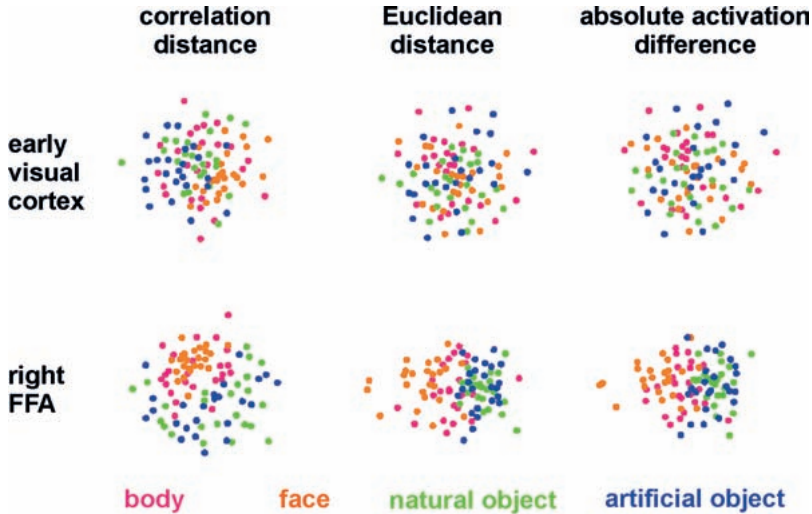 correlation distance
Euclidean distance
absolute activation difference
early visual cortex
right FFA
body face natural object artificial object